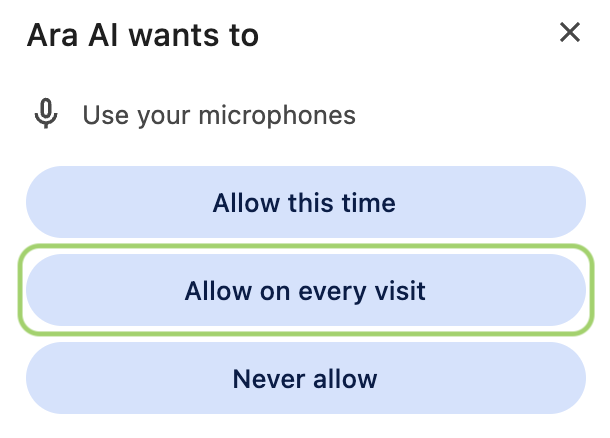 Ara AI wants to
Use your microphones
Allow this time
Allow on every visit
Never allow